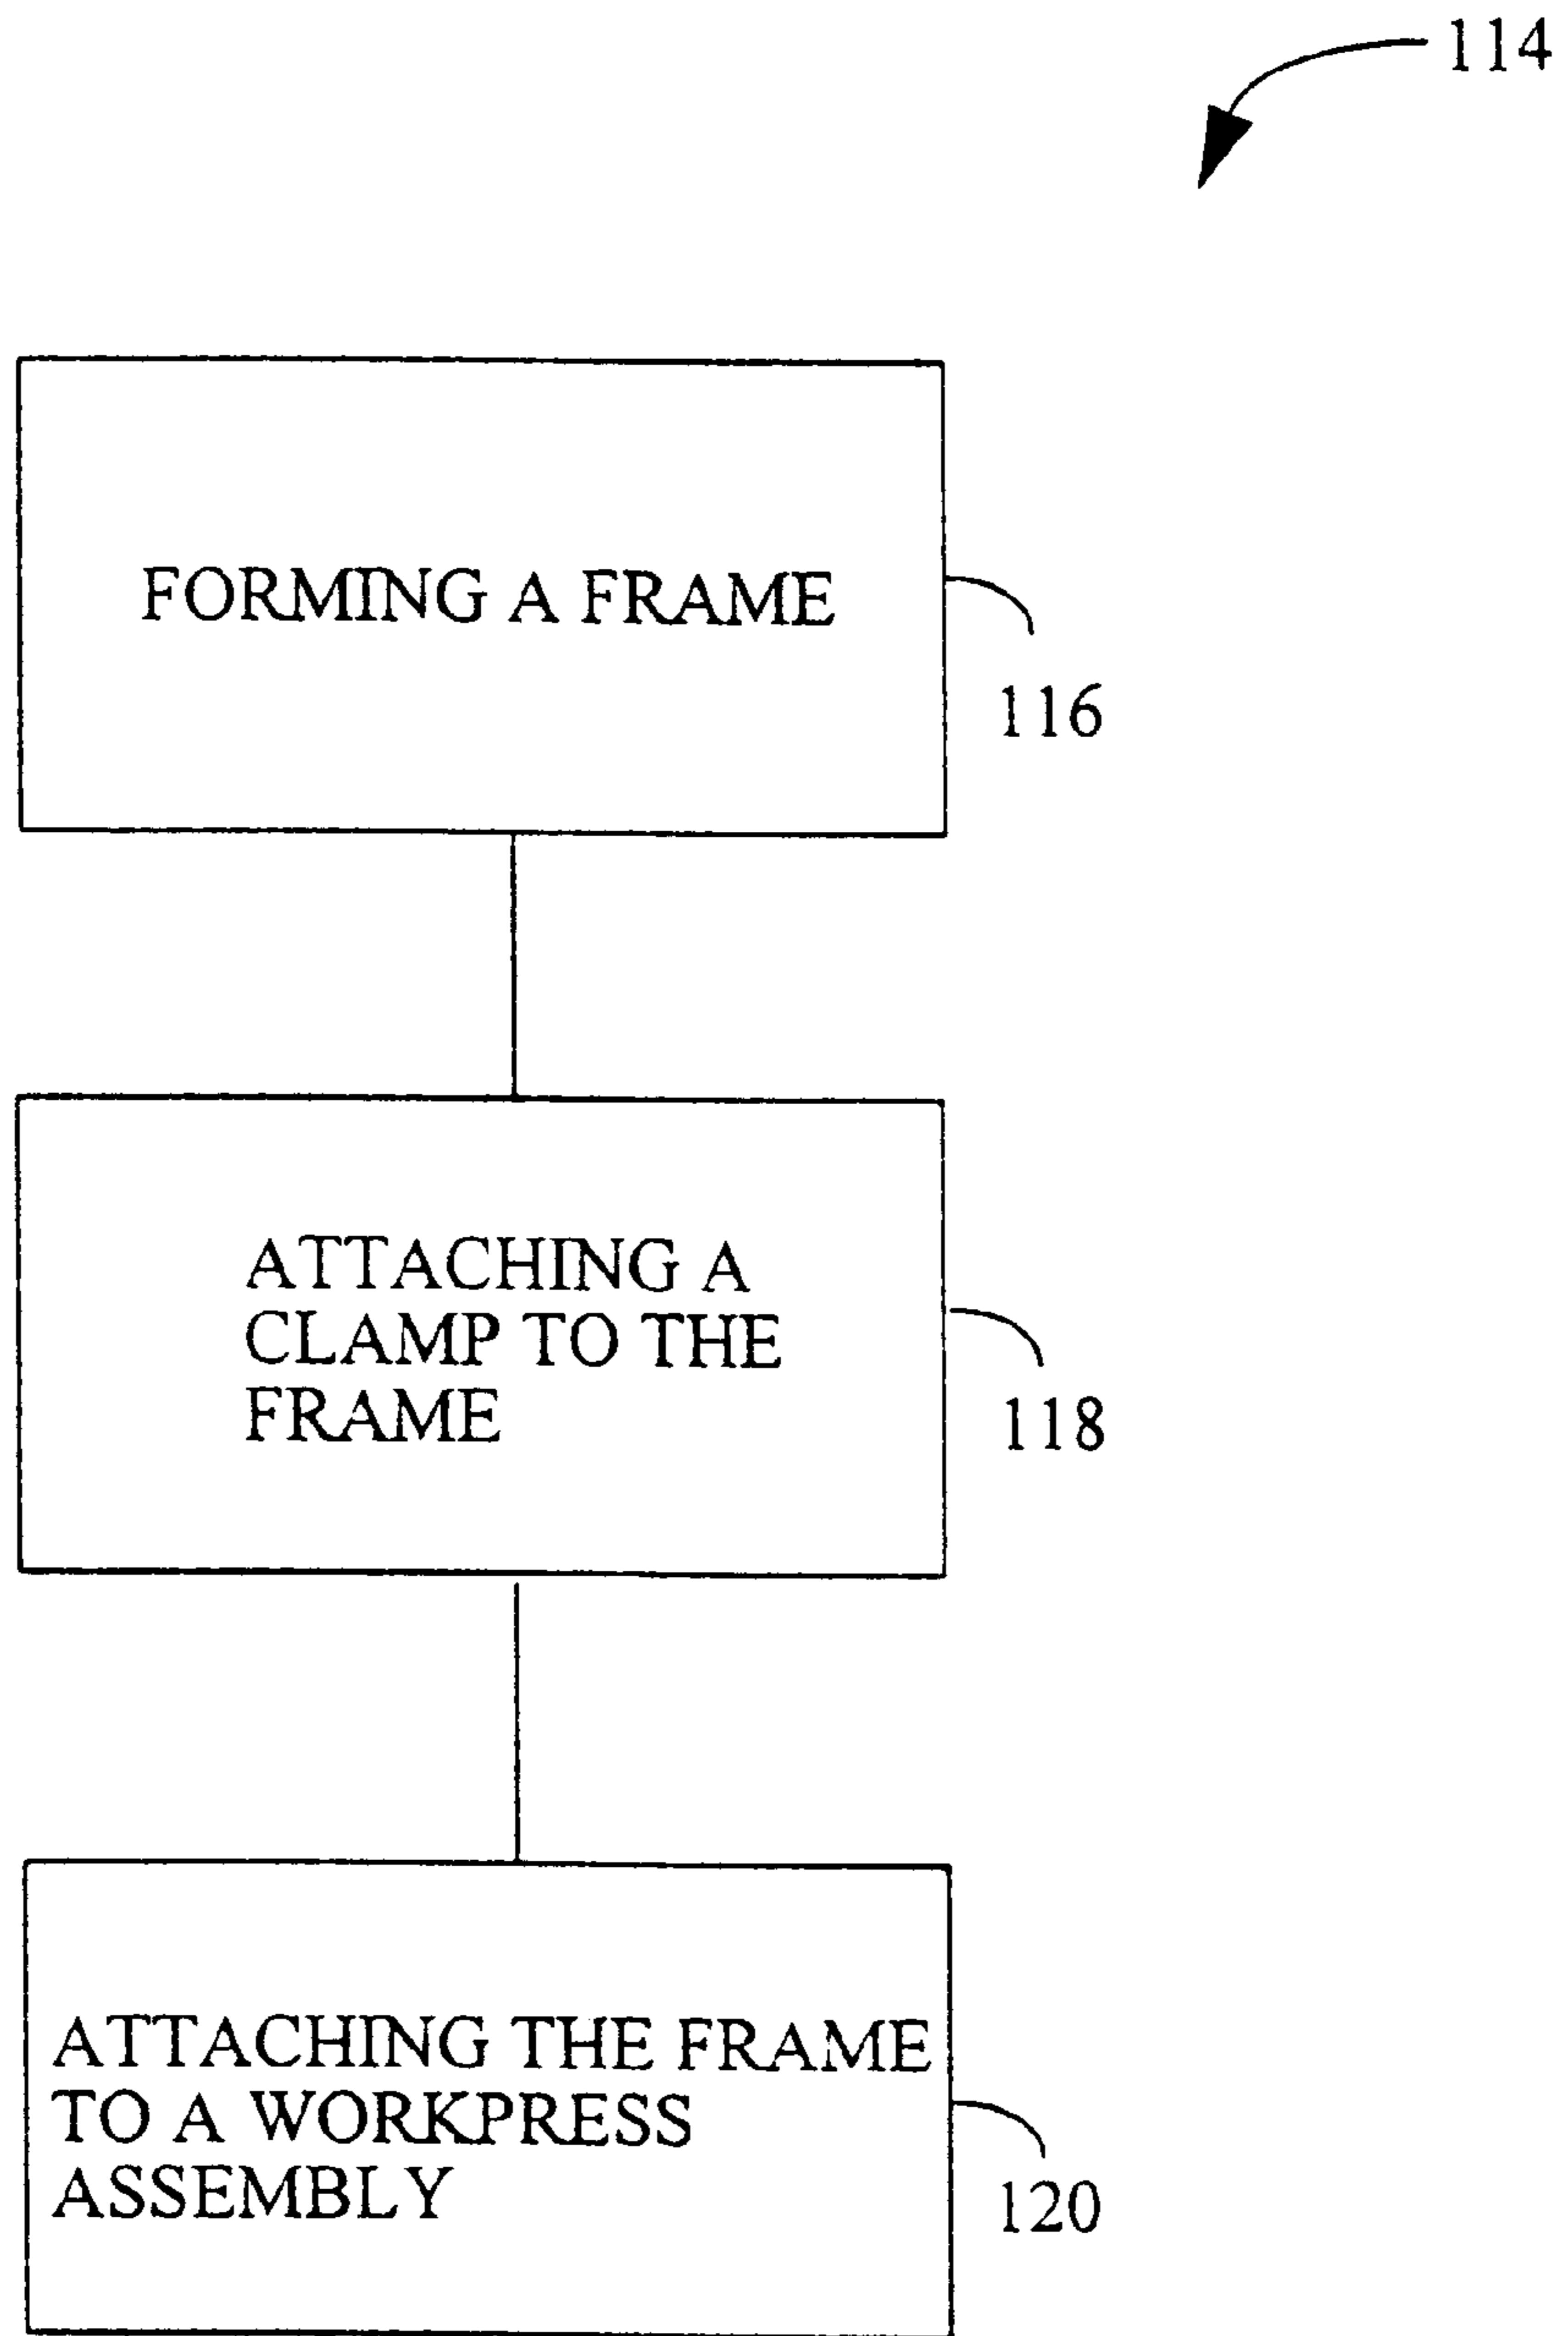 114
FORMING A FRAME
116
ATTACHING A
CLAMP TO THE
FRAME
118
ATTACHING THE FRAME
TO A WORKPRESS
ASSEMBLY
120